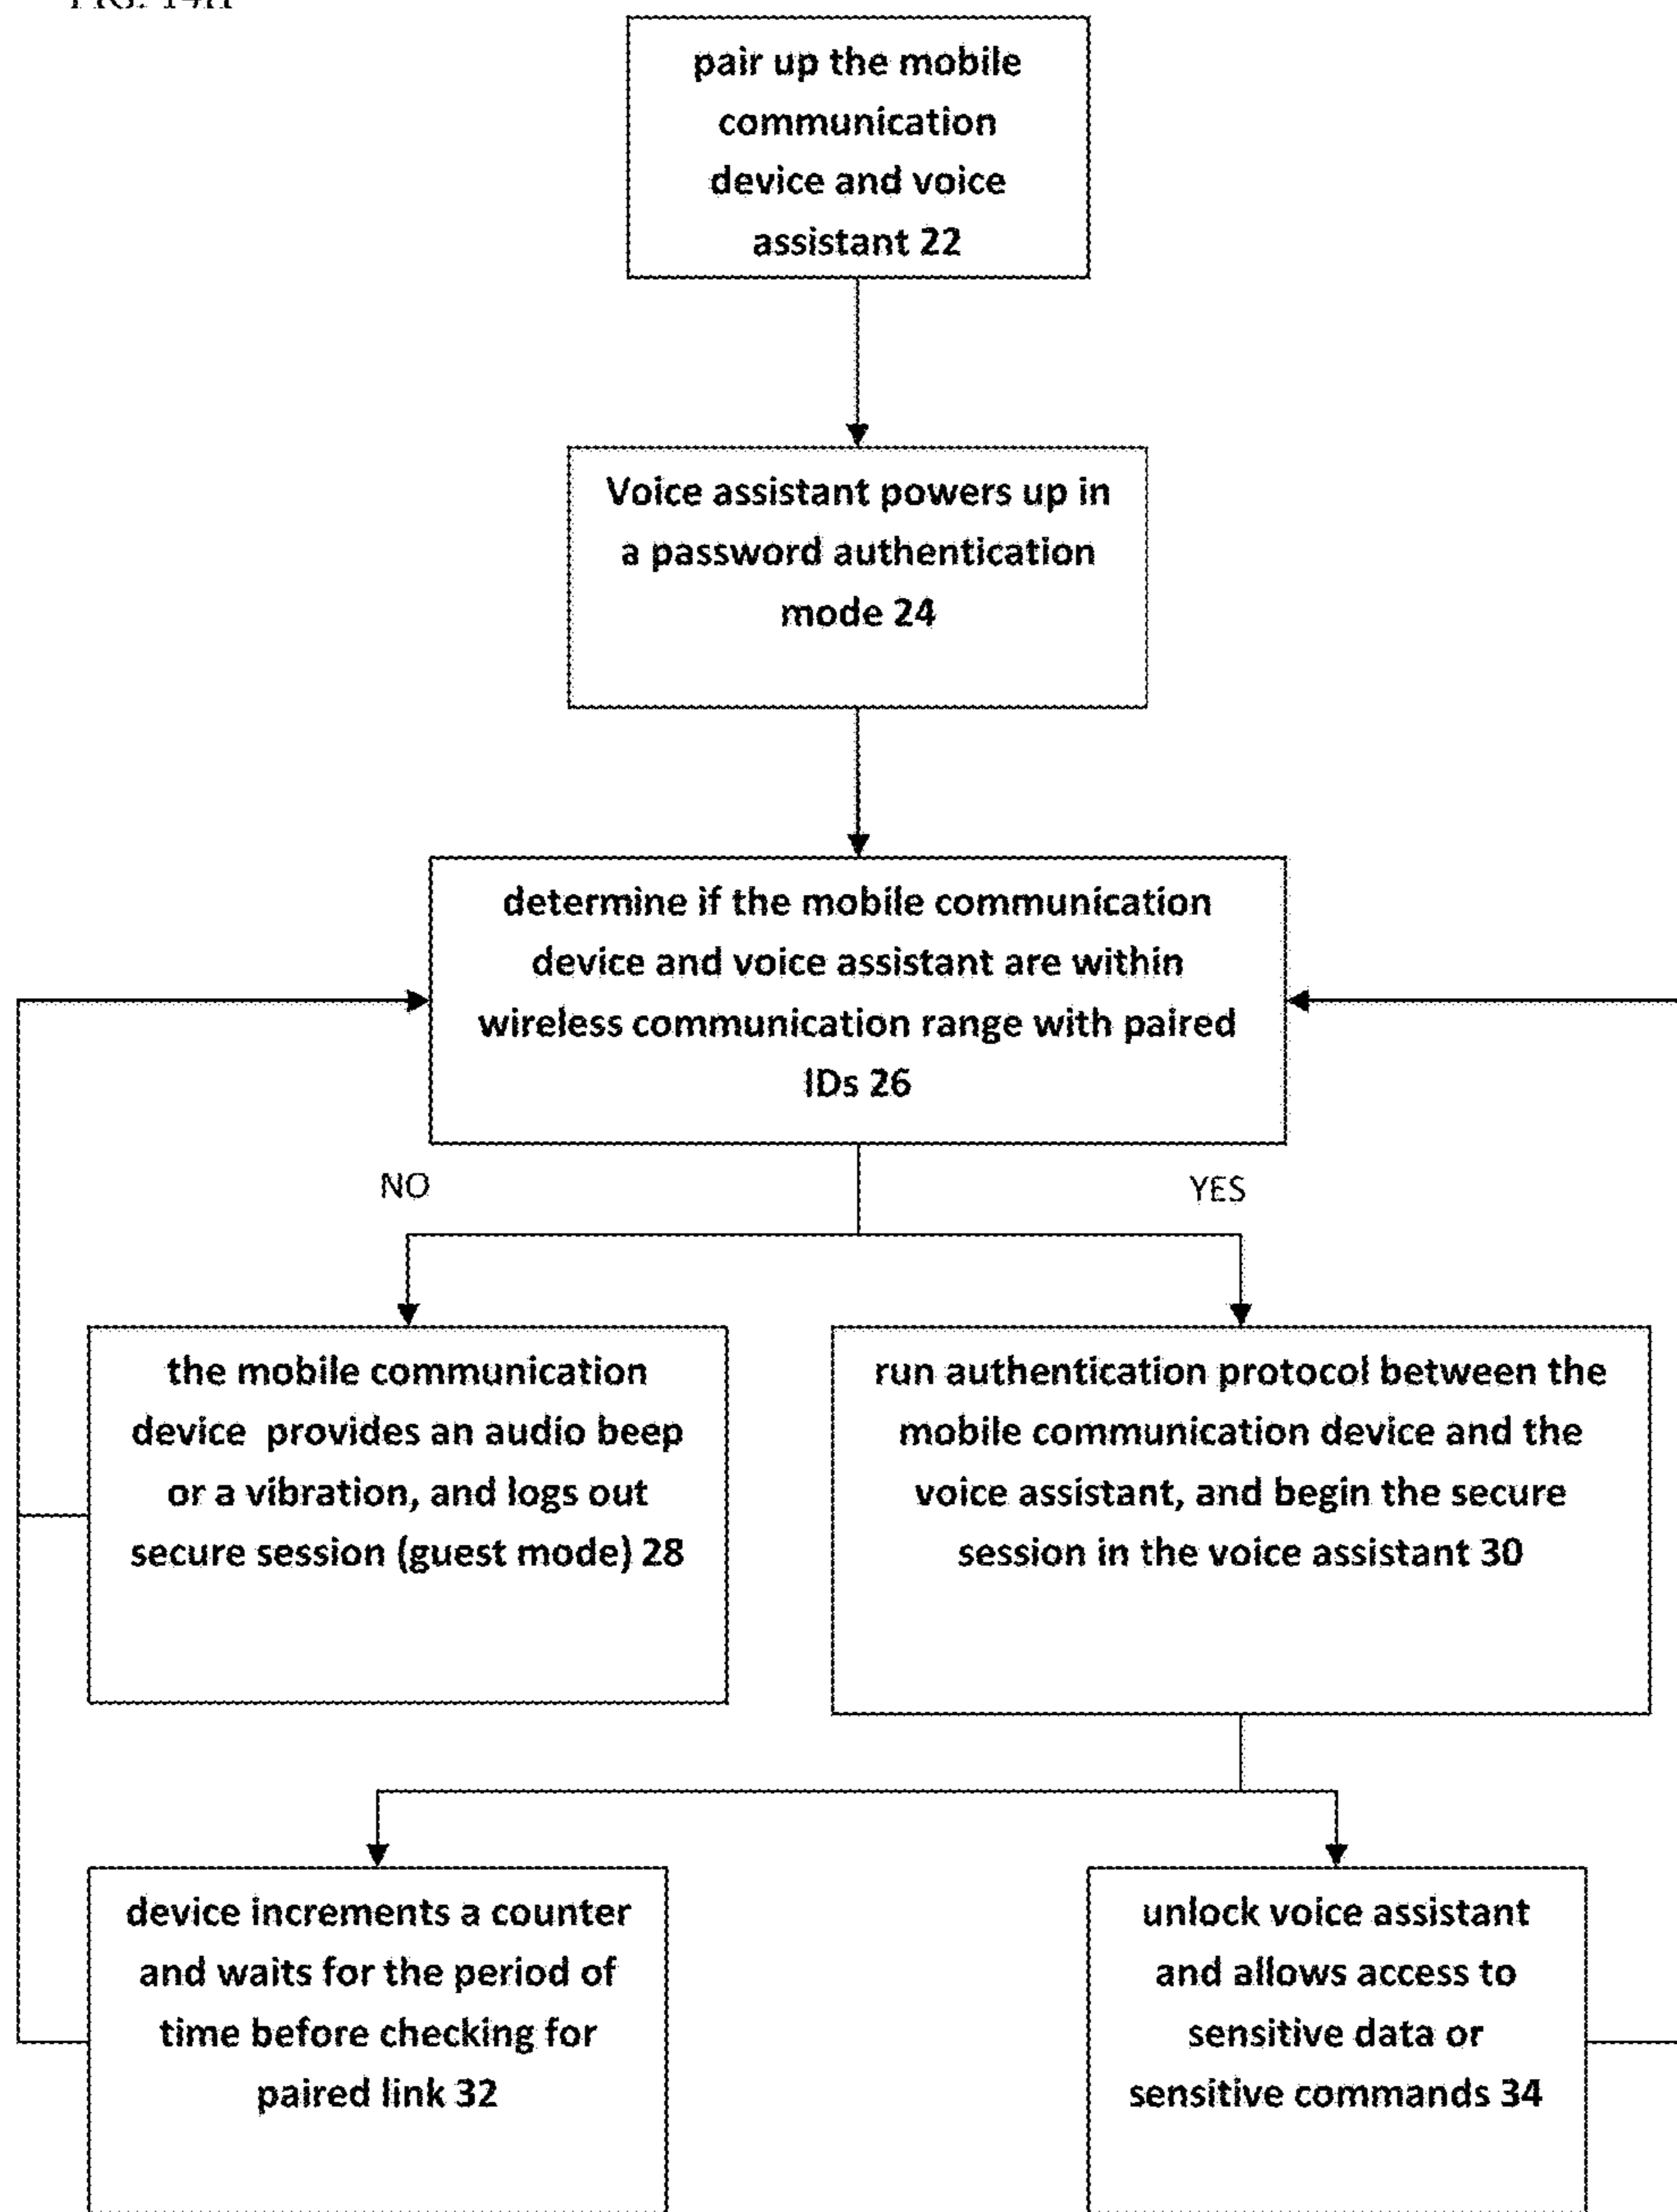 pair up the mobile
communication
device and voice
assistant 22
Voice assistant powers up in
a password authentication
mode 24
determine if the mobile communication
device and voice assistant are within
wireless communication range with paired
IDs 26
NO
YES
the mobile communication
device provides an audio beep
or a vibration, and logs out
secure session (guest mode) 28
run authentication protocol between the
mobile communication device and the
voice assistant, and begin the secure
session in the voice assistant 30
device increments a counter
and waits for the period of
time before checking for
paired link 32
unlock voice assistant
and allows access to
sensitive data or
sensitive commands 34